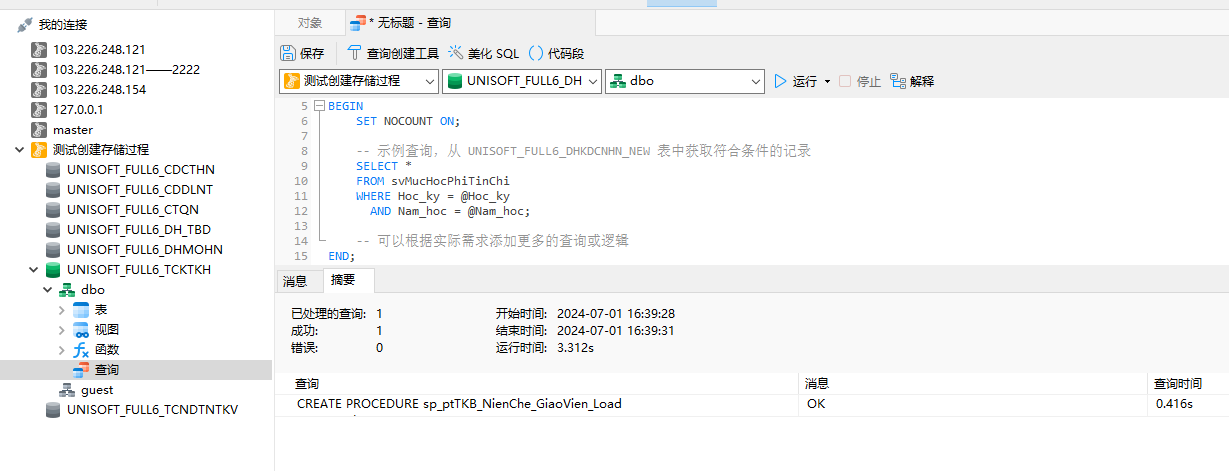 我的连接
103.226.248.121
103.226.248.121——2222
103.226.248.154
127.0.0.1
master
测试创建存储过程
UNISOFT_FULL6_CDCTHN
UNISOFT_FULL6_CDDLNT
UNISOFT_FULL6_CTQN
UNISOFT_FULL6_DH_TBD
UNISOFT_FULL6_DHMOHN
UNISOFT_FULL6_TCKTKH
dbo
表
视图
函数
查询
guest
UNISOFT_FULL6_TCNDTNTKV
对象 * 无标题 - 查询
保存 查询创建工具 美化 SQL () 代码段
测试创建存储过程 UNISOFT_FULL6_DH dbo 运行 停止 解释
5 BEGIN
6 SET NOCOUNT ON;
7
8 -- 示例查询，从 UNISOFT_FULL6_DHKDCNHN_NEW 表中获取符合条件的记录
9 SELECT *
10 FROM svMucHocPhiTinChi
11 WHERE Hoc_ky = @Hoc_ky
12 AND Nam_hoc = @Nam_hoc;
13
14 -- 可以根据实际需求添加更多的查询或逻辑
15 END;
消息 摘要
已处理的查询: 1 开始时间: 2024-07-01 16:39:28
成功: 1 结束时间: 2024-07-01 16:39:31
错误: 0 运行时间: 3.312s
查询 消息 查询时间
CREATE PROCEDURE sp_ptTKB_NienChe_GiaoVien_Load OK 0.416s